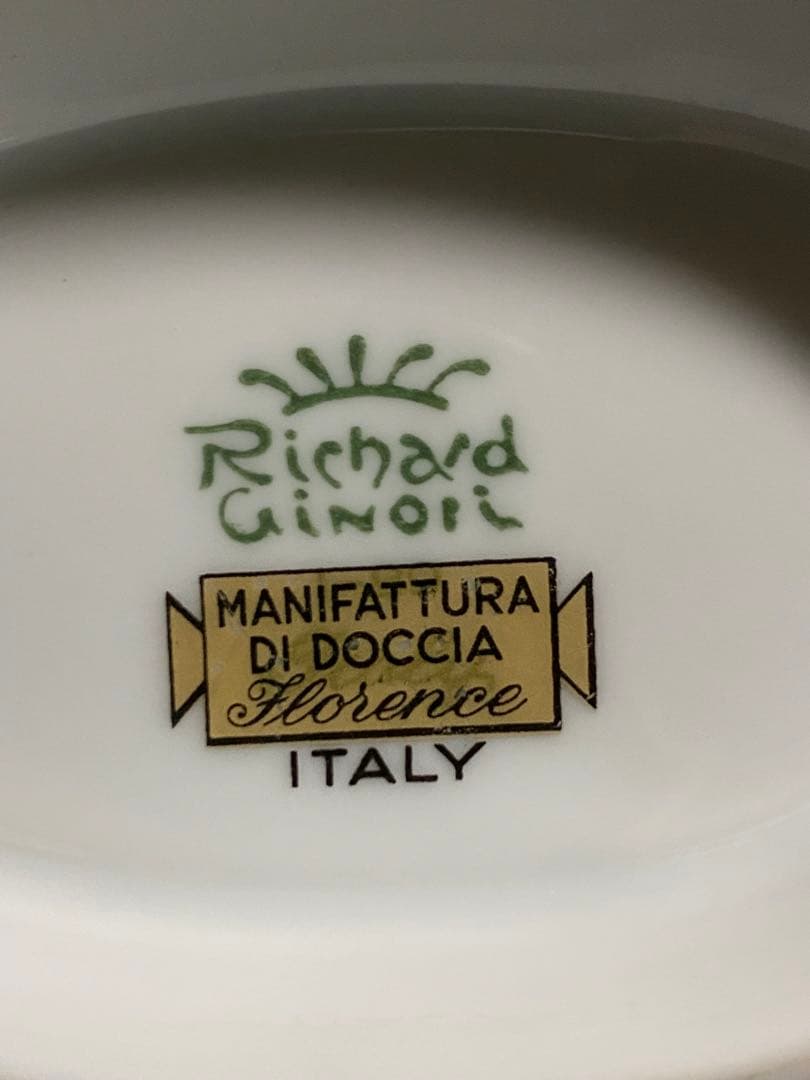 Richard
Ginori
MANIFATTURA
DI DOCCIA
Florence
ITALY